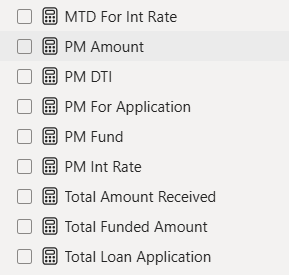 MTD For Int Rate
PM Amount
PM DTI
PM For Application
PM Fund
PM Int Rate
Total Amount Received
Total Funded Amount
Total Loan Application